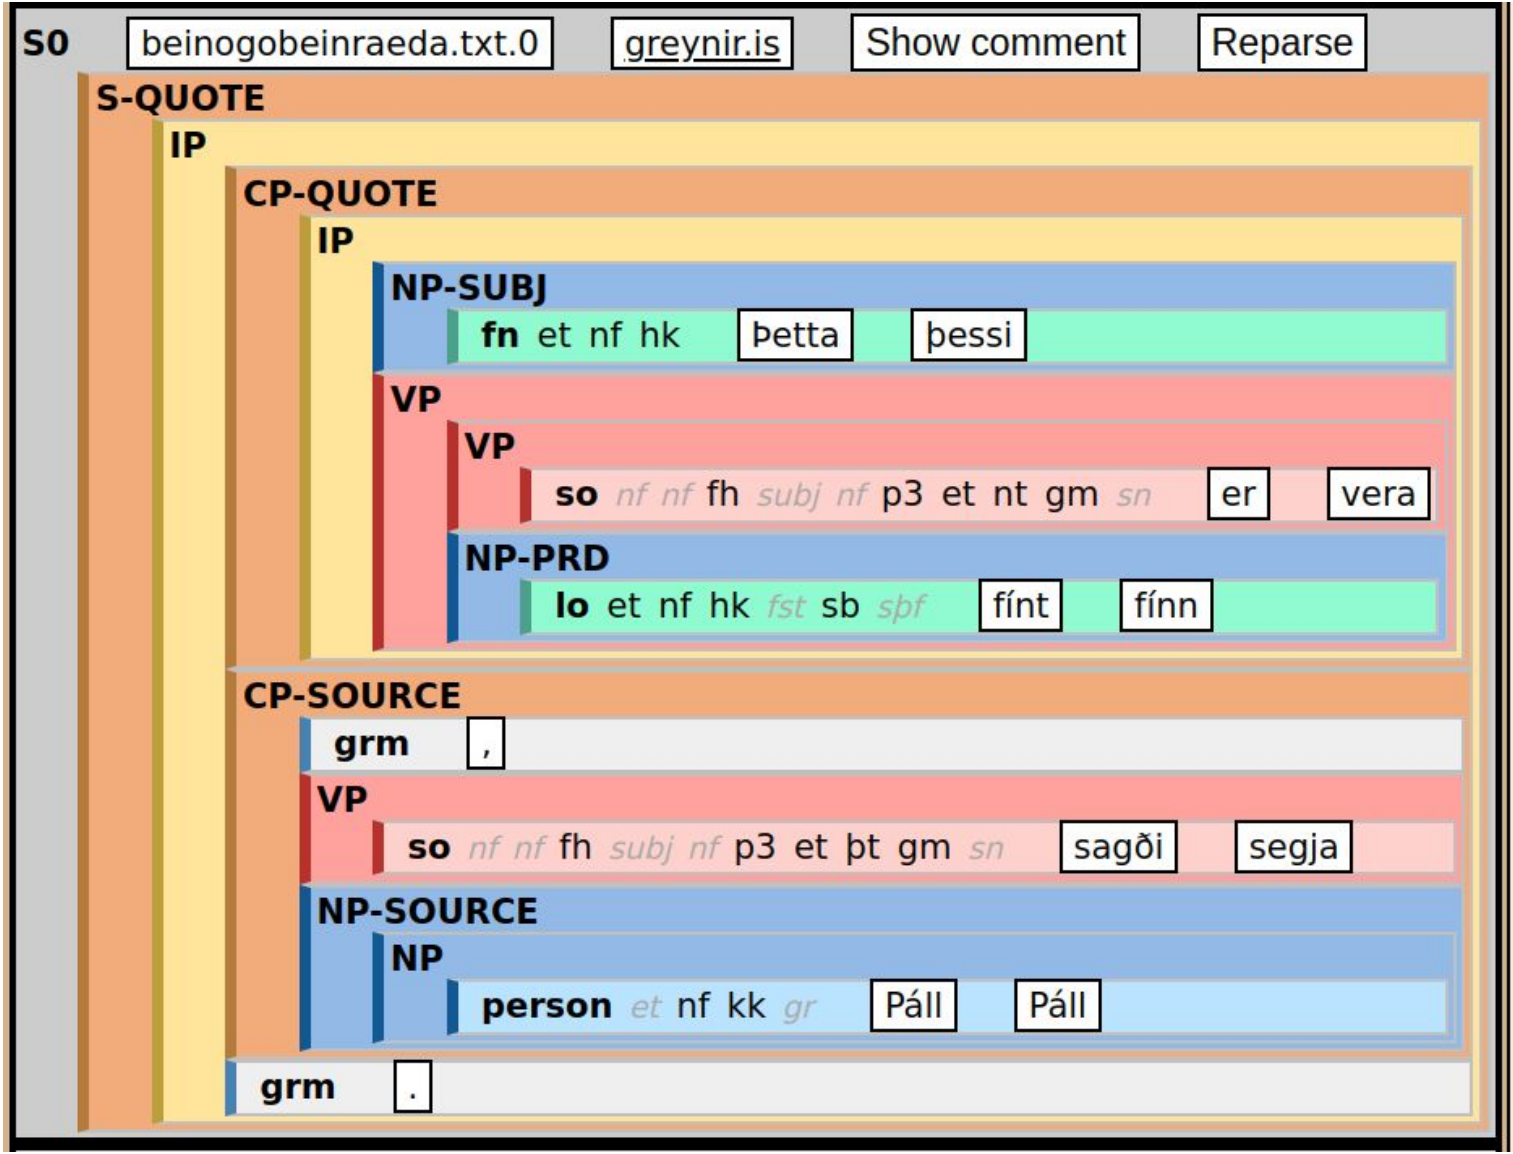 S0 beinogobeinraeda.txt.0 greynir.is Show comment Reparse
S-QUOTE
IP
CP-QUOTE
IP
NP-SUBJ
fn et nf hk Þetta þessi
VP
VP
so nf nf fh subj nf p3 et nt gm sn er vera
NP-PRD
lo et nf hk fst sb sþf fínt fínn
CP-SOURCE
grm ,
VP
so nf nf fh subj nf p3 et þt gm sn sagði segja
NP-SOURCE
NP
person et nf kk gr Páll Páll
grm .